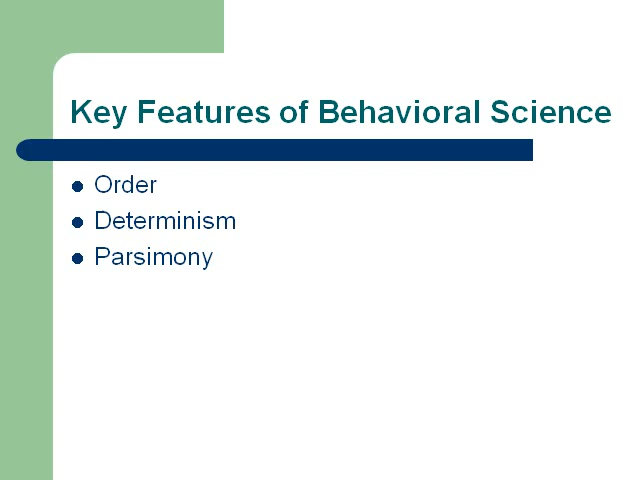 Key Features of Behavioral Science
Order
Determinism
Parsimony